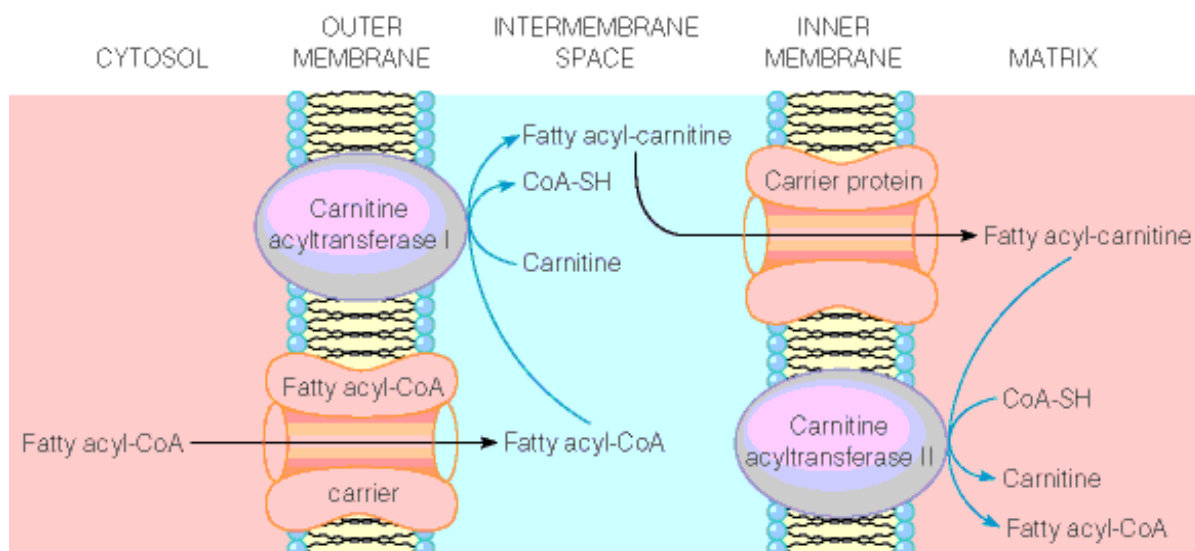 CYTOSOL
OUTER
MEMBRANE
INTERMEMBRANE
SPACE
INNER
MEMBRANE
MATRIX
Fatty acyl-carnitine
CoA-SH
Carnitine
acyltransferase I
Carnitine
Carrier protein
Fatty acyl-carnitine
Fatty acyl-CoA
Fatty acyl-CoA
carrier
Fatty acyl-CoA
CoA-SH
Carnitine
acyltransferase II
Carnitine
Fatty acyl-CoA